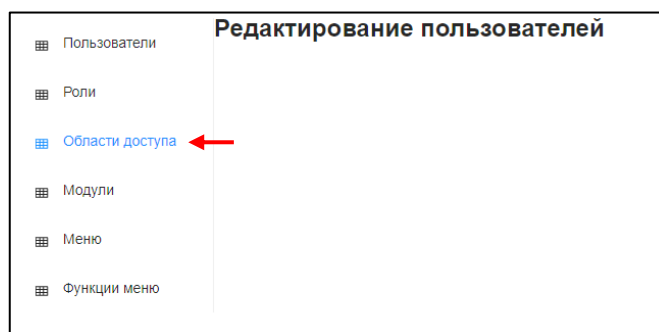 Редактирование пользователей
Пользователи
Роли
Области доступа
Модули
Меню
Функции меню